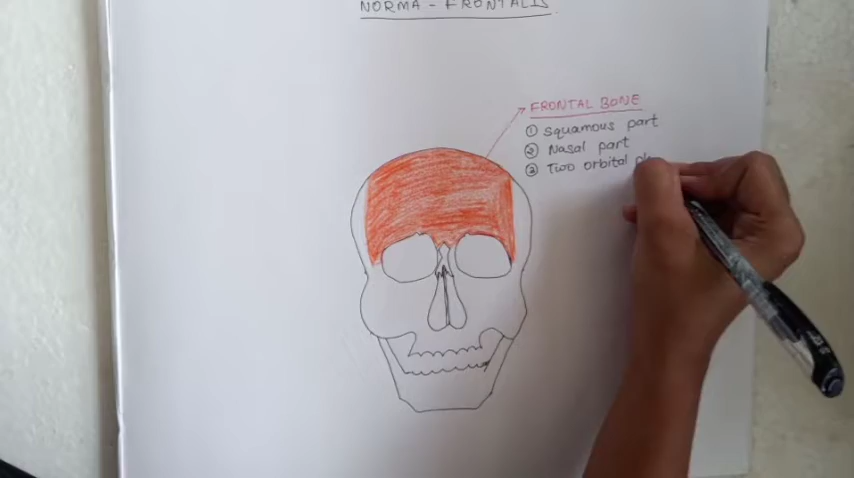 NORMA - FRONTALIS
FRONTAL BONE
① Squamous part
② Nasal part
③ Two orbital